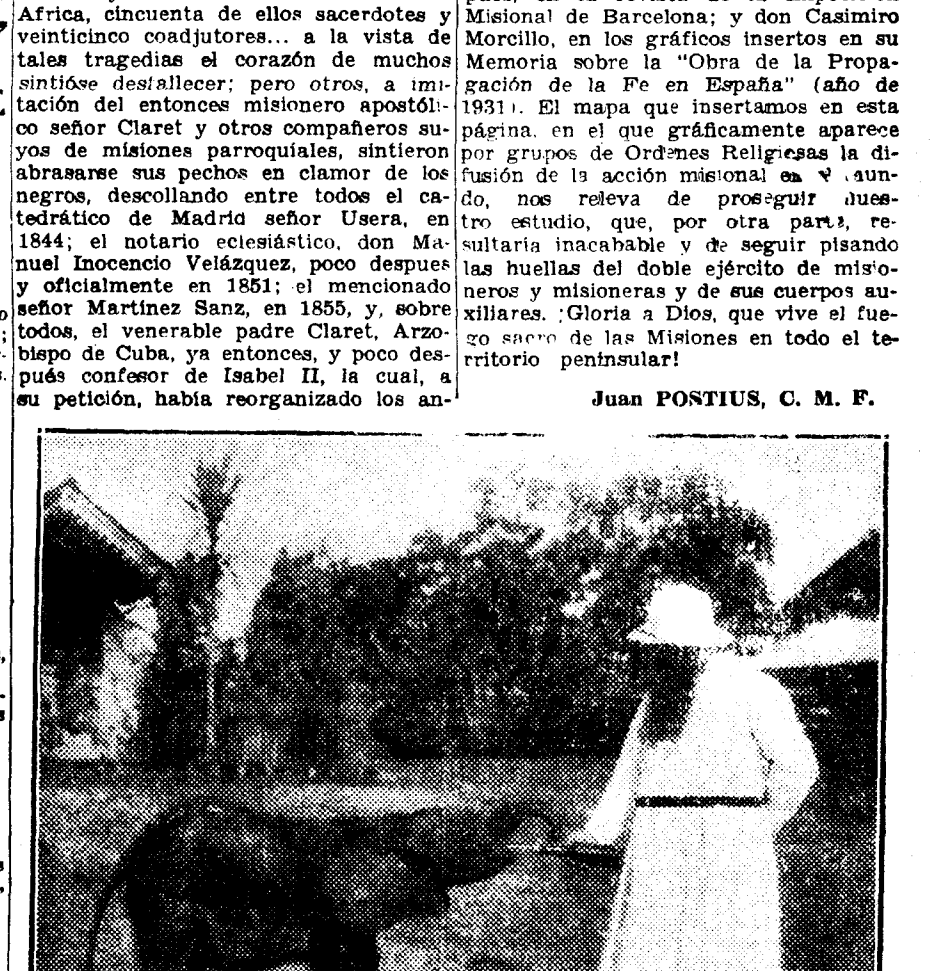 Africa, cincuenta de ellos sacerdotes y
veinticinco coadjutores... a la vista de
tales tragedias el corazón de muchos
sintióse desfallecer; pero otros, a imi-
tación del entonces misionero apostóli-
co señor Claret y otros compañeros su-
yos de misiones parroquiales, sintieron
abrasarse sus pechos en clamor de los
negros, descollando entre todos el ca-
tedrático de Madrid señor Usera, en
1844; el notario eclesiástico, don Ma-
nuel Inocencio Velázquez, poco despues
y oficialmente en 1851; el mencionado
señor Martínez Sanz, en 1855, y, sobre
todos, el venerable padre Claret, Arzo-
bispo de Cuba, ya entonces, y poco des-
pués confesor de Isabel II, la cual, a
su petición, había reorganizado los an-
Misional de Barcelona; y don Casimiro
Morcillo, en los gráficos insertos en su
Memoria sobre la "Obra de la Propa-
gación de la Fe en España" (año de
1931). El mapa que insertamos en esta
página, en el que gráficamente aparece
por grupos de Ordenes Religiosas la di-
fusión de la acción misional en
do, nos releva de proseguir nues-
tro estudio, que, por otra parte, re-
sultaría inacabable y de seguir pisando
las huellas del doble ejército de misio-
neros y misioneras y de sus cuerpos au-
xiliares. ¡Gloria a Dios, que vive el fue-
go sacro de las Misiones en todo el te-
rritorio peninsular!
Juan POSTIUS, C. M. F.